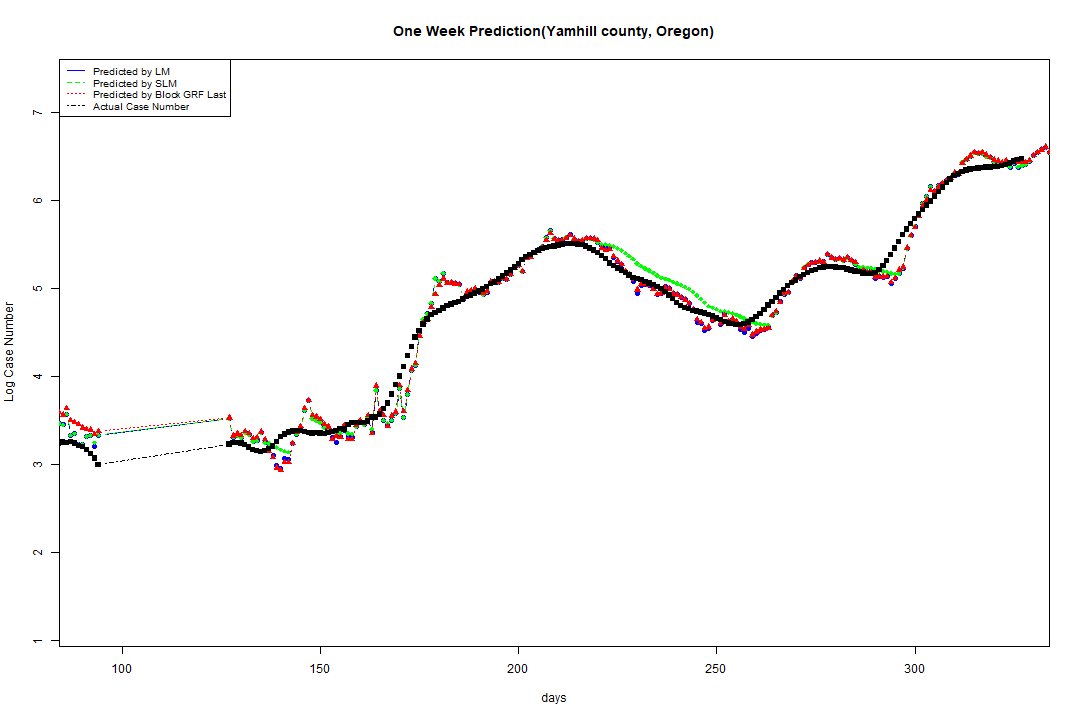 One Week Prediction(Yamhill county, Oregon)
Predicted by LM
Predicted by SLM
Predicted by Block GRF Last
Actual Case Number
7
6
5
4
3
2
1
Log Case Number
100 150 200 250 300
days